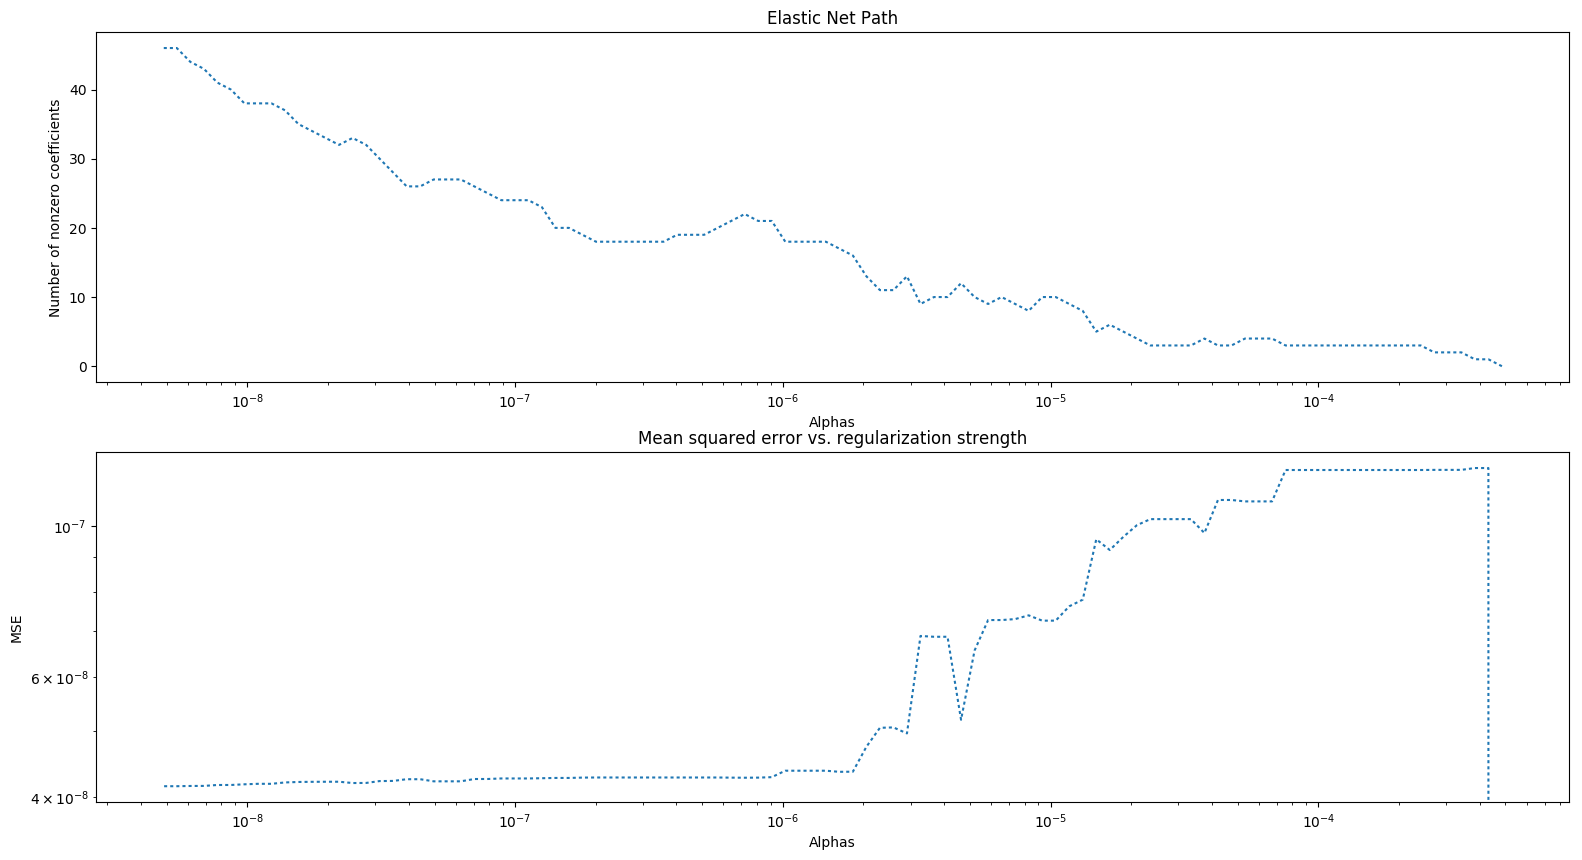 Elastic Net Path
Number of nonzero coefficients
40
30
20
10
0
10⁻⁸
10⁻⁷
10⁻⁶
10⁻⁵
10⁻⁴
Alphas
Mean squared error vs. regularization strength
MSE
10⁻⁷
6 × 10⁻⁸
4 × 10⁻⁸
10⁻⁸
10⁻⁷
10⁻⁶
10⁻⁵
10⁻⁴
Alphas